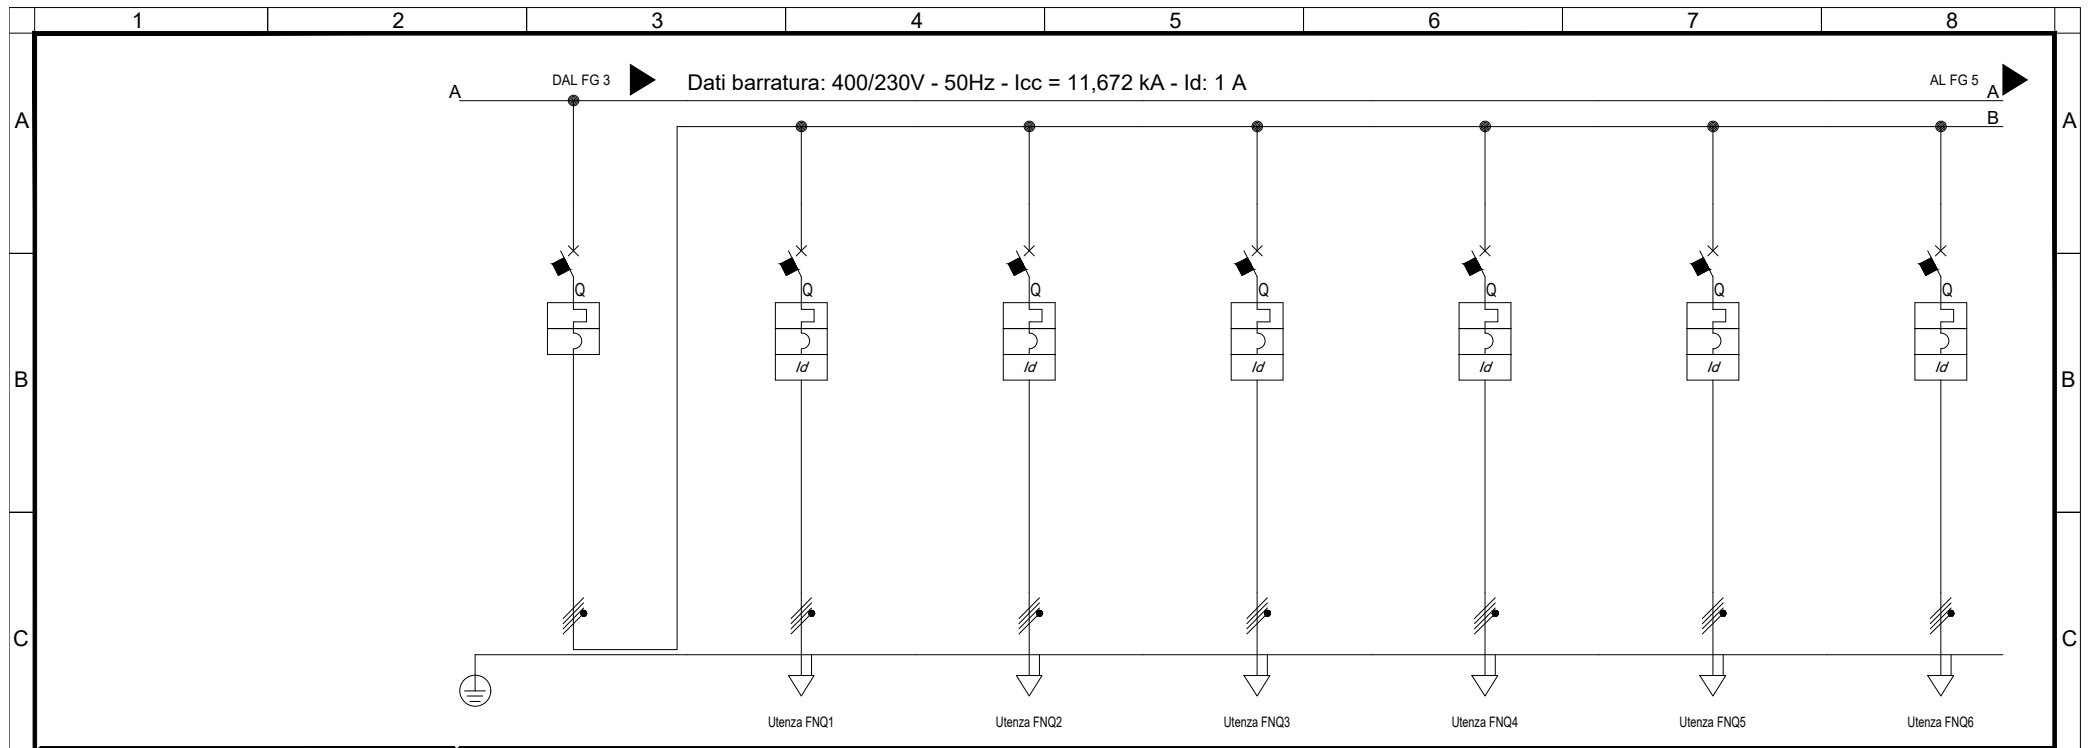 1 2 3 4 5 6 7 8
DAL FG 3 Dati barratura: 400/230V - 50Hz - Icc = 11,672 kA - Id: 1 A AL FG 5
A A
B
A A
Q Q Q Q Q Q Q
Id Id Id Id Id Id
B B
C C
Utenza FNQ1 Utenza FNQ2 Utenza FNQ3 Utenza FNQ4 Utenza FNQ5 Utenza FNQ6